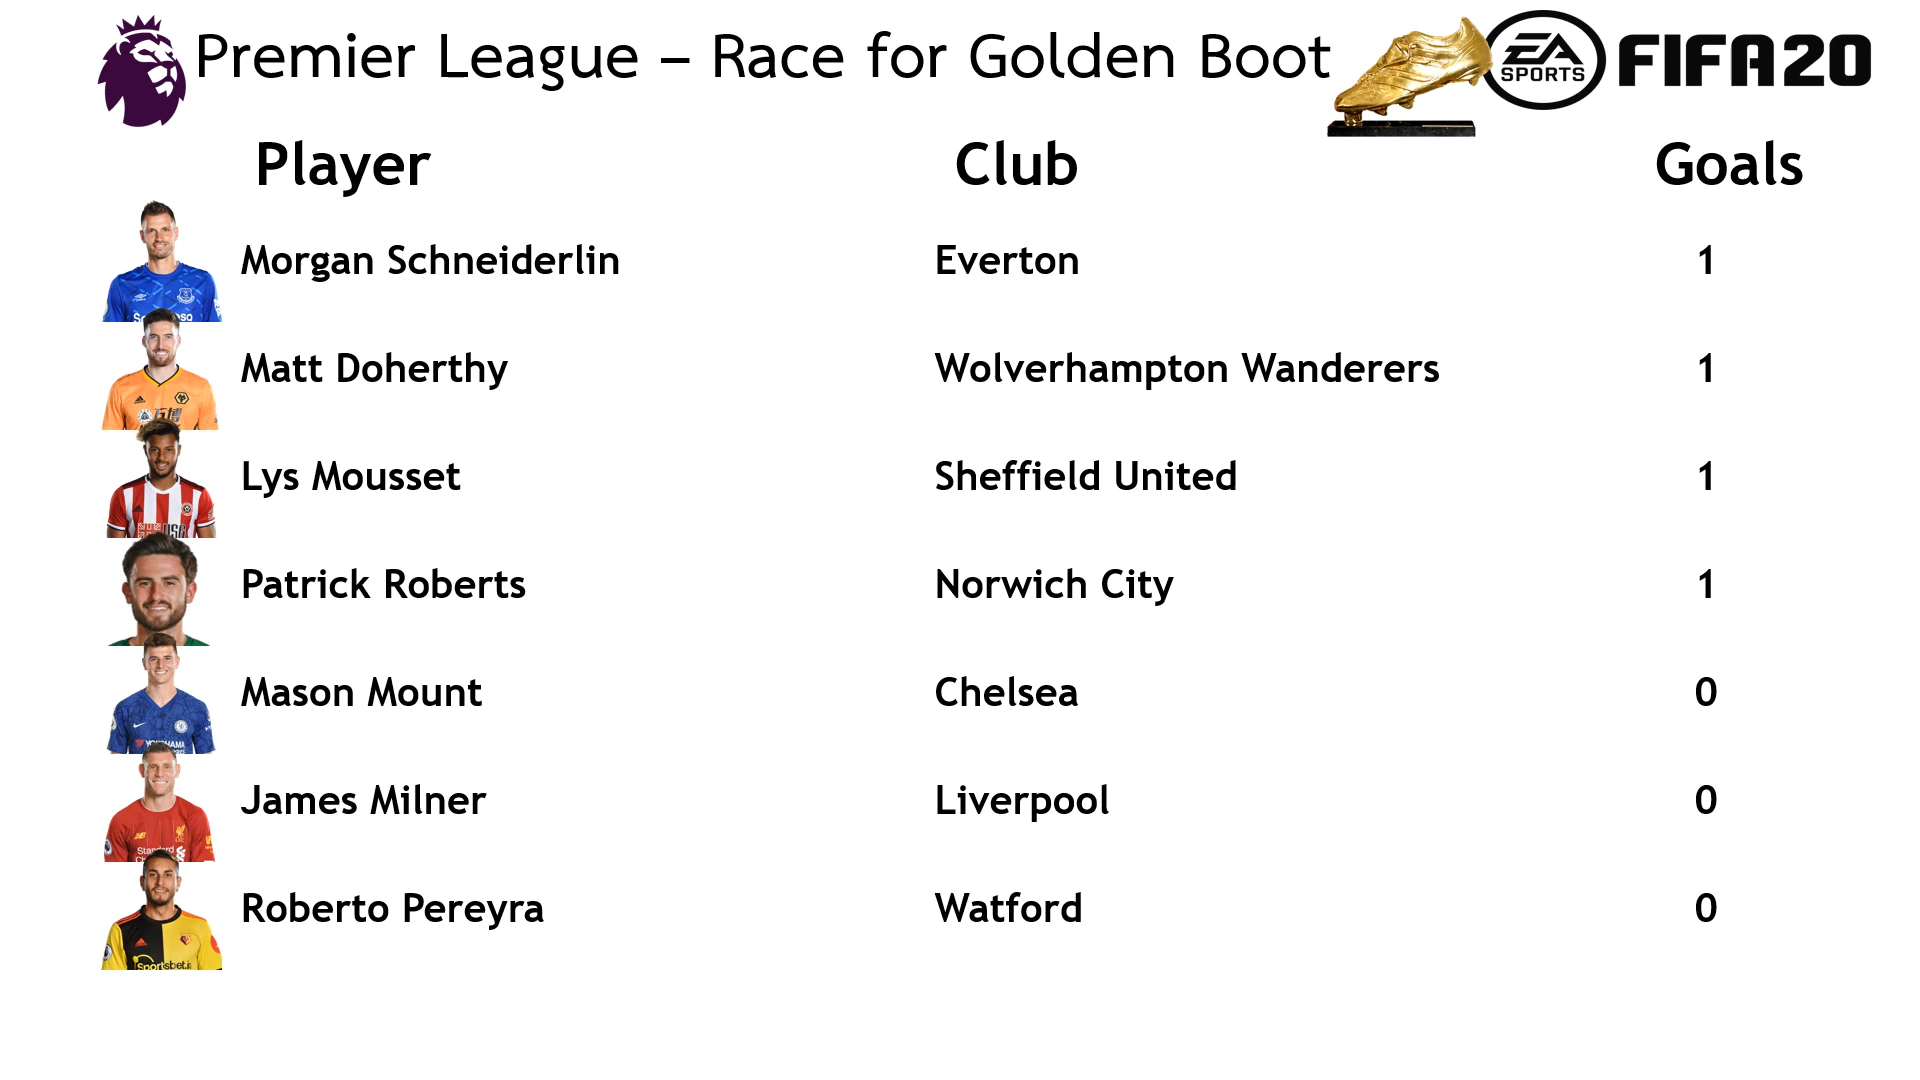 Premier League – Race for Golden Boot
EA SPORTS FIFA20
Player Club Goals
Morgan Schneiderlin Everton 1
Matt Doherthy Wolverhampton Wanderers 1
Lys Mousset Sheffield United 1
Patrick Roberts Norwich City 1
Mason Mount Chelsea 0
James Milner Liverpool 0
Roberto Pereyra Watford 0